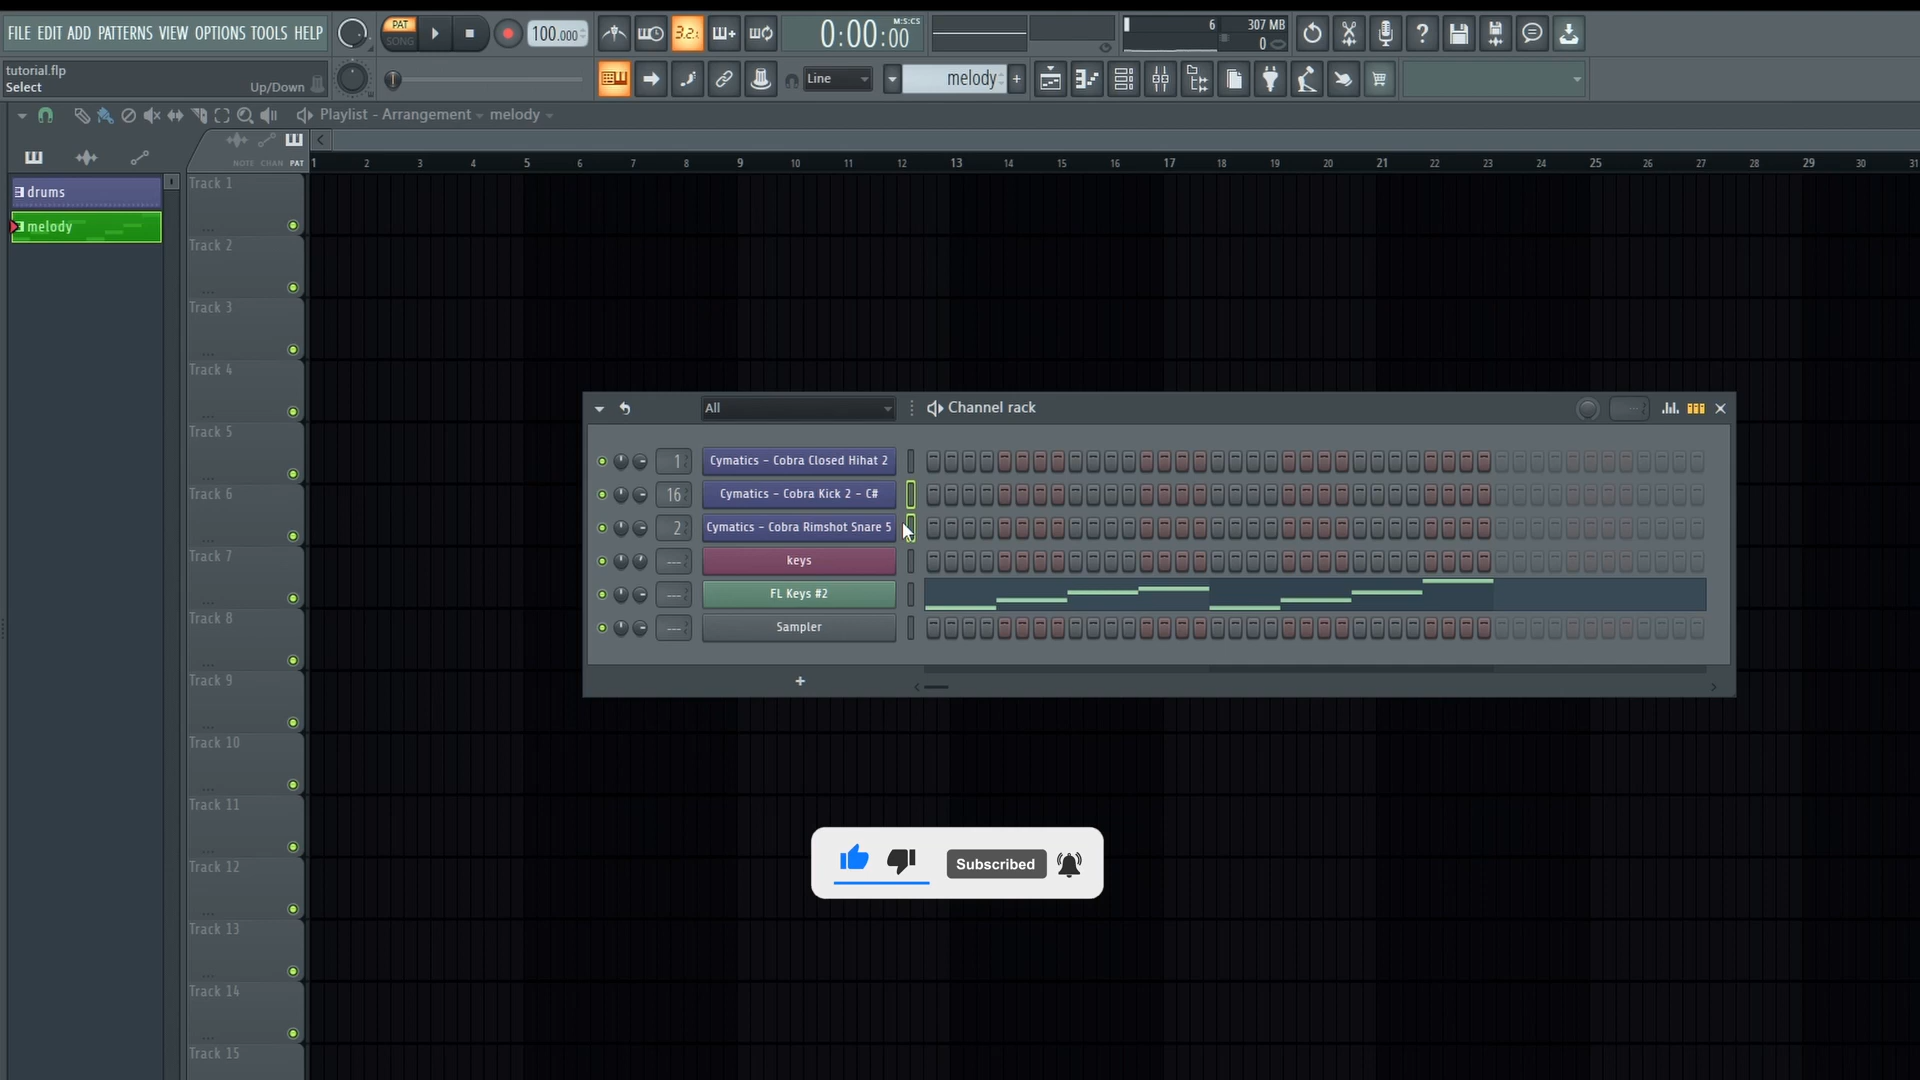 FILE EDIT ADD PATTERNS VIEW OPTIONS TOOLS HELP
PAT
SONG
100.000
3.2.
0:00:00
M:S:CS
6
307 MB
0
tutorial.flp
Select
Up/Down
Line
melody
+
Playlist - Arrangement
melody
NOTE CHAN PAT
1 2 3 4 5 6 7 8 9 10 11 12 13 14 15 16 17 18 19 20 21 22 23 24 25 26 27 28 29 30 31
drums
melody
Track 1
Track 2
Track 3
Track 4
Track 5
Track 6
Track 7
Track 8
Track 9
Track 10
Track 11
Track 12
Track 13
Track 14
Track 15
All
Channel rack
1
Cymatics - Cobra Closed Hihat 2
16
Cymatics - Cobra Kick 2 - C#
2
Cymatics - Cobra Rimshot Snare 5
---
keys
---
FL Keys #2
---
Sampler
+
Subscribed